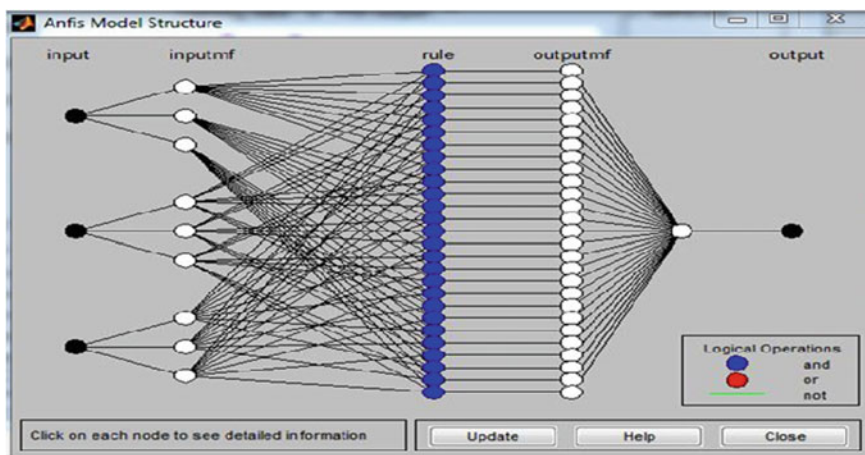 Anfis Model Structure
input inputmf rule outputmf output
Logical Operations
and
or
not
Click on each node to see detailed information
Update Help Close